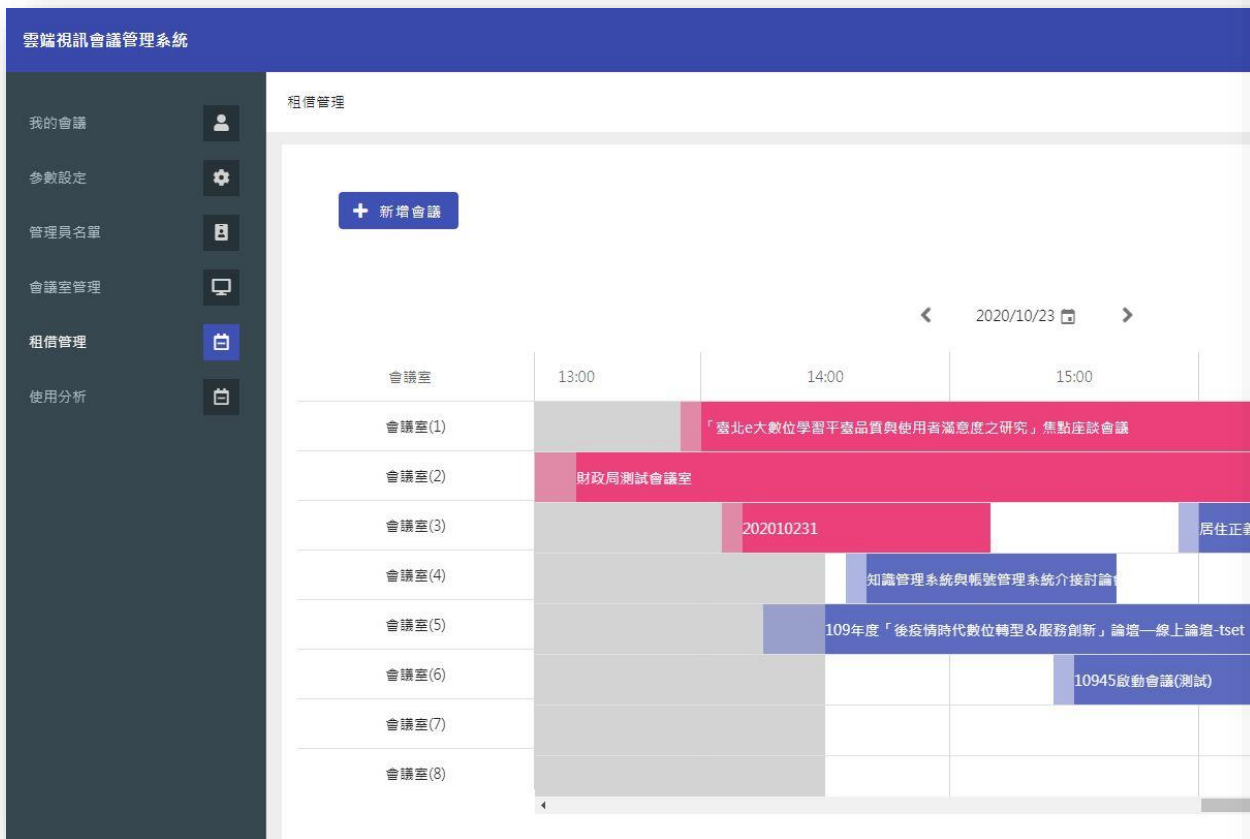 雲端視訊會議管理系統
租借管理
我的會議
參數設定
管理員名單
會議室管理
租借管理
使用分析
新增會議
2020/10/23
會議室 13:00 14:00 15:00
會議室(1) 「臺北e大數位學習平臺品質與使用者滿意度之研究」焦點座談會議
會議室(2) 財政局測試會議室
會議室(3) 202010231 居住正義
會議室(4) 知識管理系統與帳號管理系統介接討論
會議室(5) 109年度「後疫情時代數位轉型＆服務創新」論壇—線上論壇-tset
會議室(6) 10945啟動會議(測試)
會議室(7)
會議室(8)